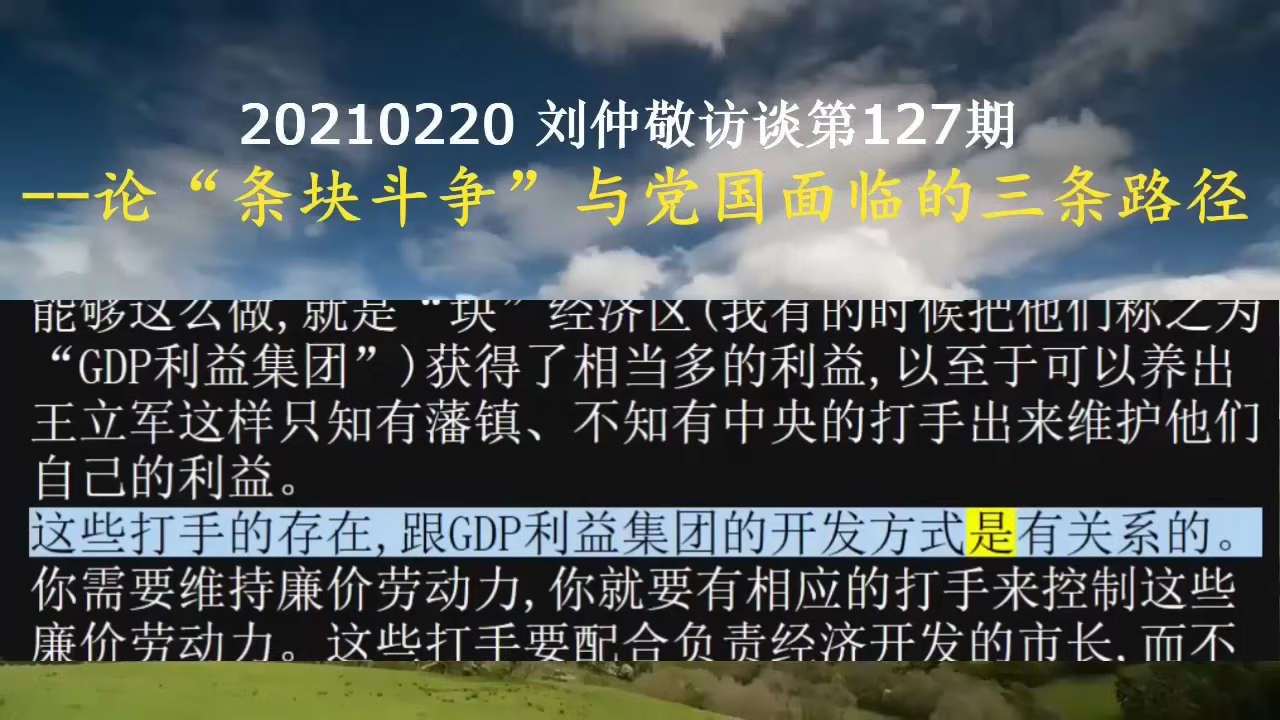 20210220 刘仲敬访谈第127期
--论“条块斗争”与党国面临的三条路径
能够这么做,就是“块”经济区(我有的时候把他们称之为
“GDP利益集团”)获得了相当多的利益,以至于可以养出
王立军这样只知有藩镇、不知有中央的打手出来维护他们
自己的利益。
这些打手的存在,跟GDP利益集团的开发方式是有关系的。
你需要维持廉价劳动力,你就要有相应的打手来控制这些
廉价劳动力。这些打手要配合负责经济开发的市长,而不